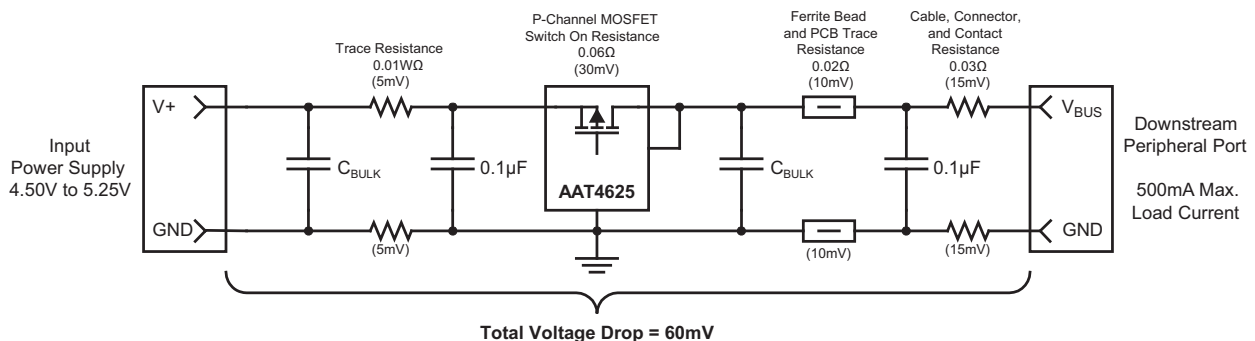 P-Channel MOSFET
Switch On Resistance
0.06Ω
(30mV)
Ferrite Bead
and PCB Trace
Resistance
0.02Ω
(10mV)
Cable, Connector,
and Contact
Resistance
0.03Ω
(15mV)
Trace Resistance
0.01WΩ
(5mV)
V+
VBUS
Input
Power Supply
4.50V to 5.25V
Downstream
Peripheral Port
500mA Max.
Load Current
CBULK
0.1µF
AAT4625
CBULK
0.1µF
GND
(5mV)
(10mV)
(15mV)
GND
Total Voltage Drop = 60mV